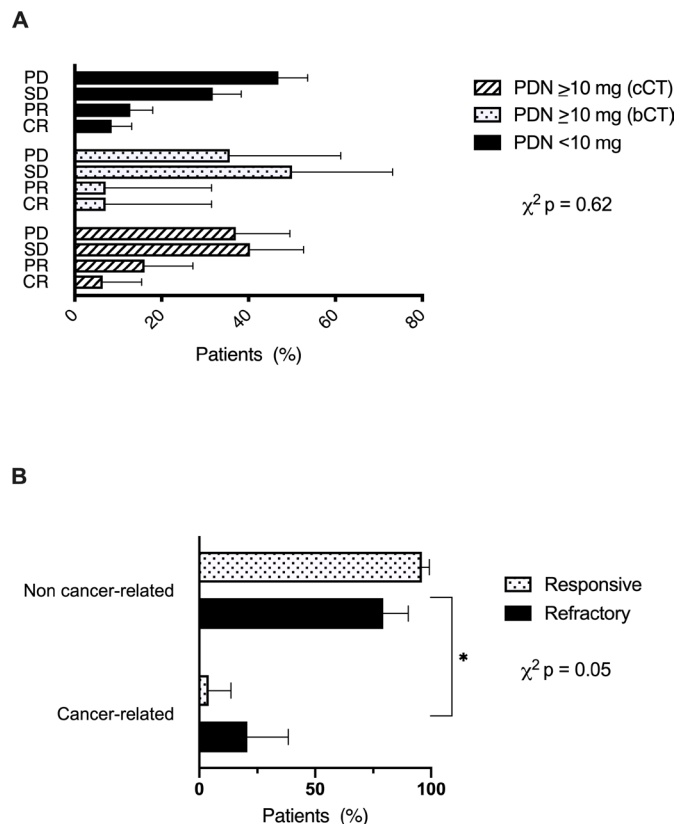 A
PD
SD
PR
CR
PD
SD
PR
CR
PD
SD
PR
CR
0
20
40
60
80
Patients (%)
PDN ≥10 mg (cCT)
PDN ≥10 mg (bCT)
PDN <10 mg
χ² p = 0.62
B
Non cancer-related
Cancer-related
0
50
100
Patients (%)
*
Responsive
Refractory
χ² p = 0.05